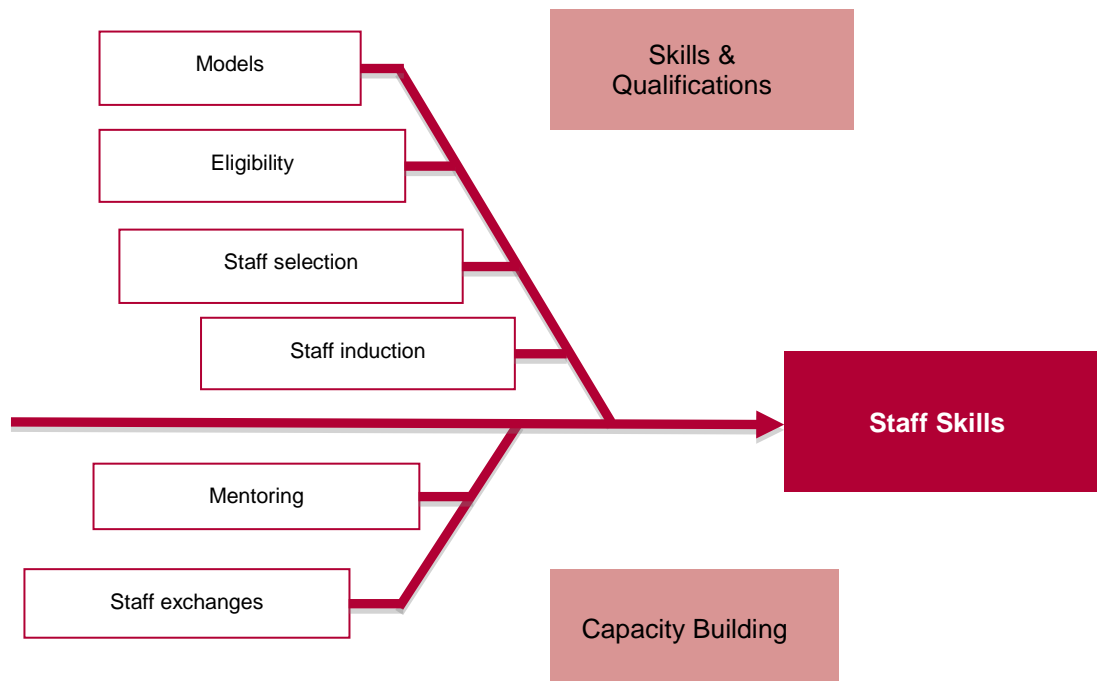 Models
Skills &
Qualifications
Eligibility
Staff selection
Staff induction
Staff Skills
Mentoring
Staff exchanges
Capacity Building